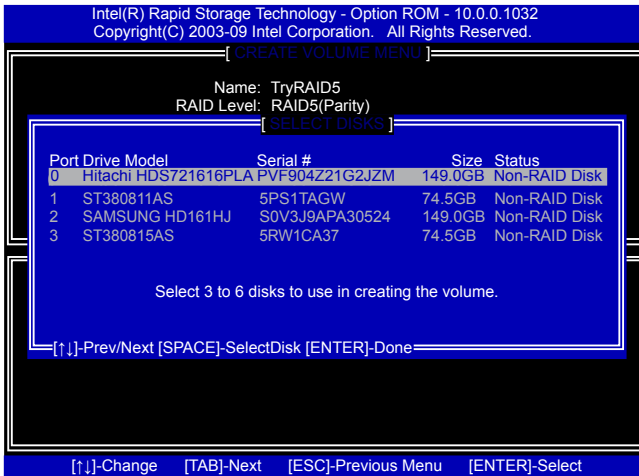 Intel(R) Rapid Storage Technology - Option ROM - 10.0.0.1032
Copyright(C) 2003-09 Intel Corporation. All Rights Reserved.
[ CREATE VOLUME MENU ]
Name: TryRAID5
RAID Level: RAID5(Parity)
[ SELECT DISKS ]
Port Drive Model Serial # Size Status
0 Hitachi HDS721616PLA PVF904Z21G2JZM 149.0GB Non-RAID Disk
1 ST380811AS 5PS1TAGW 74.5GB Non-RAID Disk
2 SAMSUNG HD161HJ S0V3J9APA30524 149.0GB Non-RAID Disk
3 ST380815AS 5RW1CA37 74.5GB Non-RAID Disk
Select 3 to 6 disks to use in creating the volume.
[↑↓]-Prev/Next [SPACE]-SelectDisk [ENTER]-Done
[↑↓]-Change [TAB]-Next [ESC]-Previous Menu [ENTER]-Select